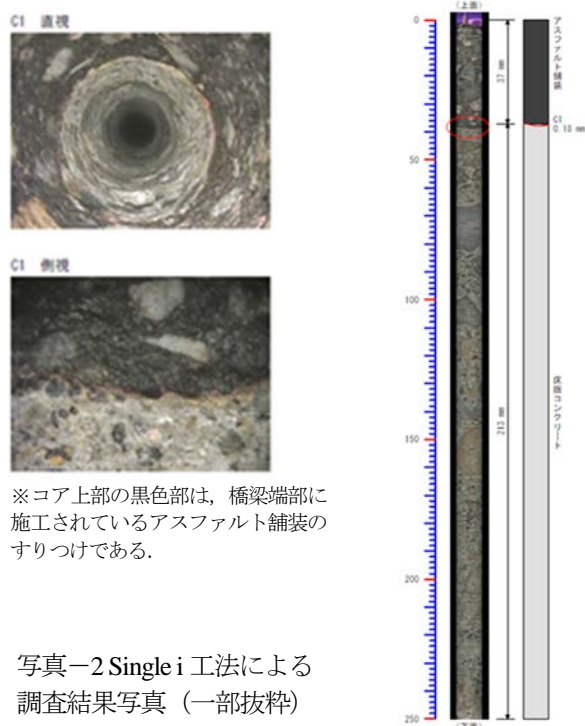 C1 直視
C1 側視
※コア上部の黒色部は，橋梁端部に
施工されているアスファルト舗装の
すりつけである．
写真－2 Single i 工法による
調査結果写真（一部抜粋）
（上面）
0
50
100
150
200
250
（下面）
37 mm
213 mm
アスファルト舗装
C1
0.10 mm
床版コンクリート